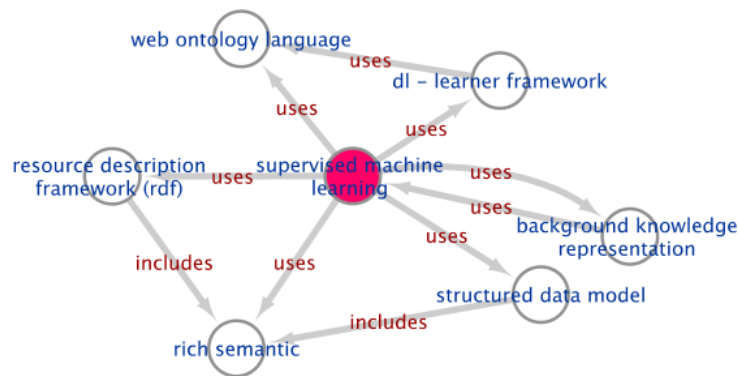 web ontology language
uses
dl – learner framework
uses
uses
resource description
framework (rdf)
uses
supervised machine
learning
uses
uses
background knowledge
representation
uses
includes
uses
structured data model
includes
rich semantic